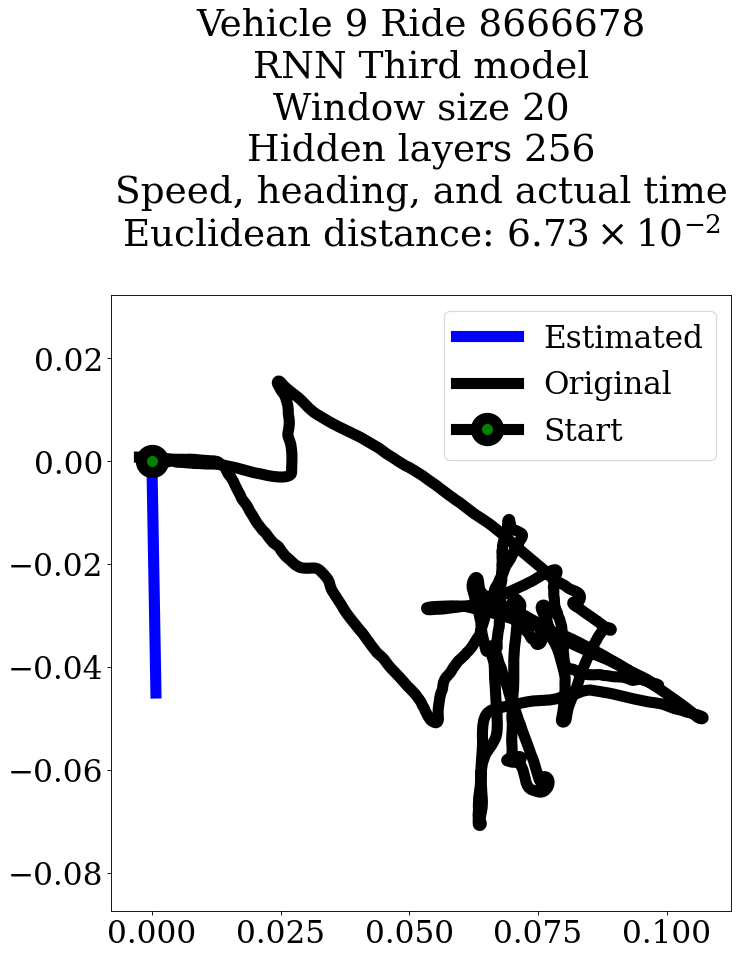 Vehicle 9 Ride 8666678
RNN Third model
Window size 20
Hidden layers 256
Speed, heading, and actual time
Euclidean distance: 6.73 × 10⁻²
Estimated
Original
Start
0.02
0.00
−0.02
−0.04
−0.06
−0.08
0.000 0.025 0.050 0.075 0.100